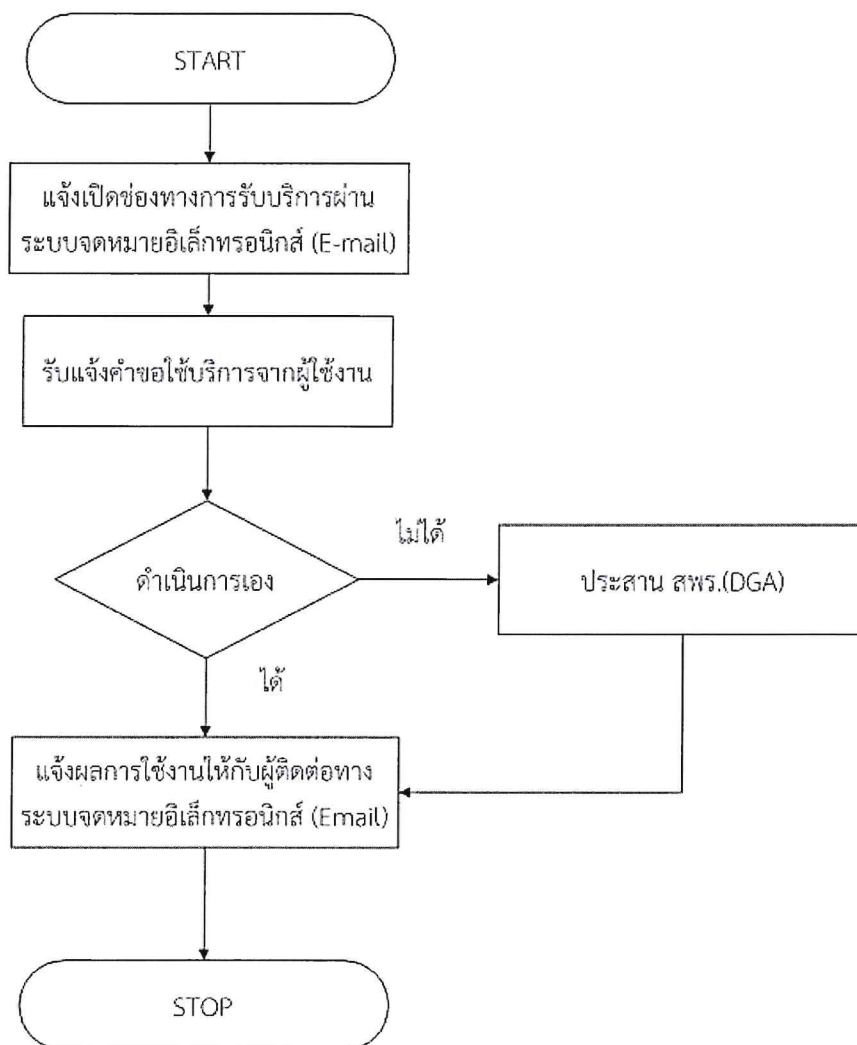 START
แจ้งเปิดช่องทางการรับบริการผ่าน
ระบบจดหมายอิเล็กทรอนิกส์ (E-mail)
รับแจ้งคำขอใช้บริการจากผู้ใช้งาน
ดำเนินการเอง
ไม่ได้
ประสาน สพร.(DGA)
ได้
แจ้งผลการใช้งานให้กับผู้ติดต่อทาง
ระบบจดหมายอิเล็กทรอนิกส์ (Email)
STOP